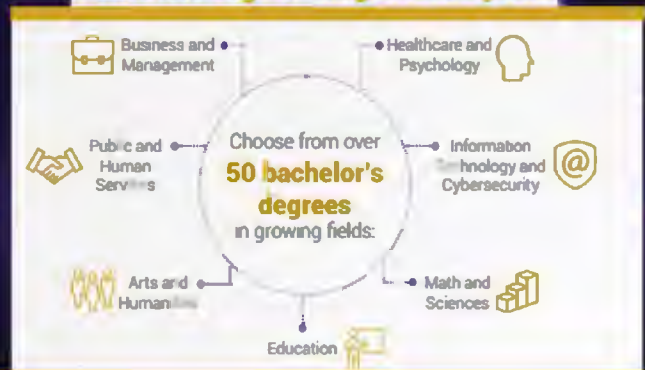 Business and
Management
Healthcare and
Psychology
and
Human
Choose from over
50 bachelor's
degrees
in growing fields:
Information
and
Cybersecurity
@
Arts and
Math and
Sciences
Education